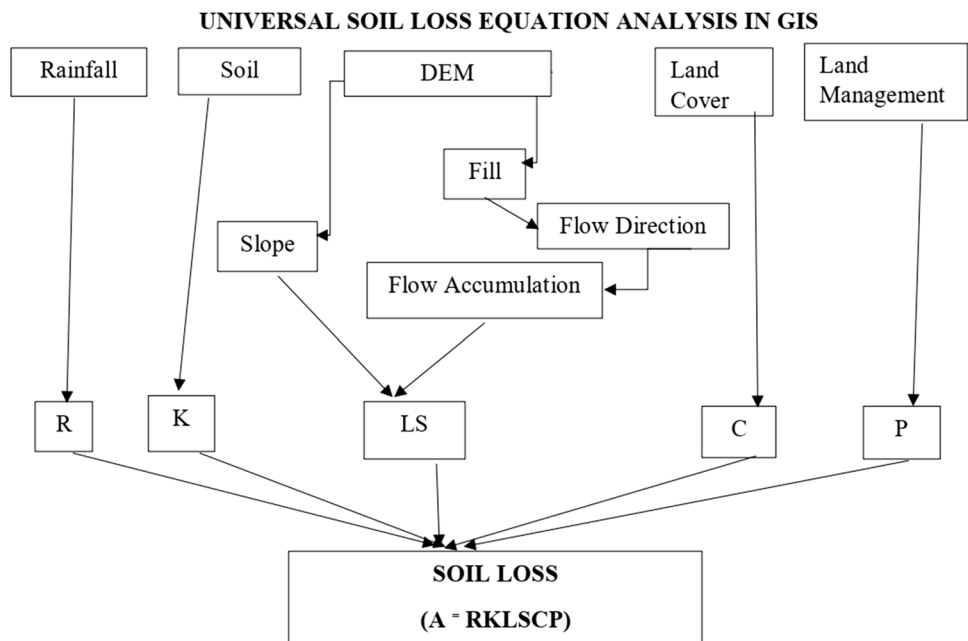 UNIVERSAL SOIL LOSS EQUATION ANALYSIS IN GIS
Rainfall
Soil
DEM
Land
Cover
Land
Management
Fill
Flow Direction
Slope
Flow Accumulation
R
K
LS
C
P
SOIL LOSS
(A = RKLSCP)